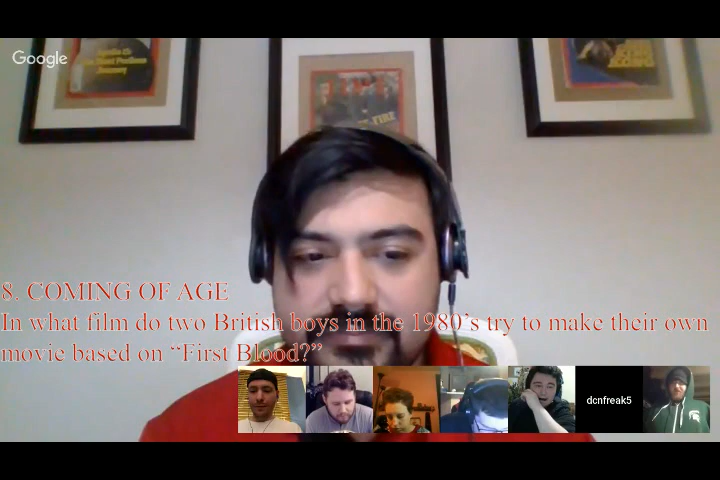 Google
8. COMING OF AGE
In what film do two British boys in the 1980's try to make their own
movie based on “First Blood?”
dcnfreak5